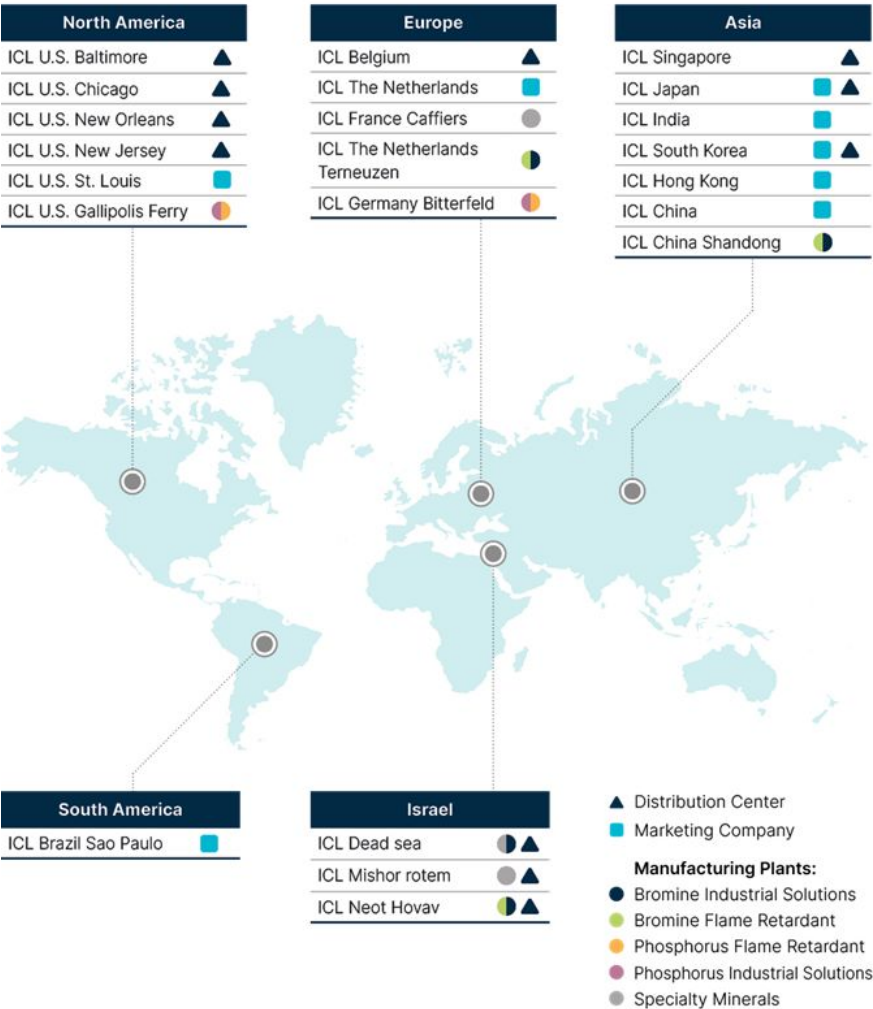 North America
ICL U.S. Baltimore
ICL U.S. Chicago
ICL U.S. New Orleans
ICL U.S. New Jersey
ICL U.S. St. Louis
ICL U.S. Gallipolis Ferry
Europe
ICL Belgium
ICL The Netherlands
ICL France Caffiers
ICL The Netherlands
Terneuzen
ICL Germany Bitterfeld
Asia
ICL Singapore
ICL Japan
ICL India
ICL South Korea
ICL Hong Kong
ICL China
ICL China Shandong
South America
ICL Brazil Sao Paulo
Israel
ICL Dead sea
ICL Mishor rotem
ICL Neot Hovav
Distribution Center
Marketing Company
Manufacturing Plants:
Bromine Industrial Solutions
Bromine Flame Retardant
Phosphorus Flame Retardant
Phosphorus Industrial Solutions
Specialty Minerals